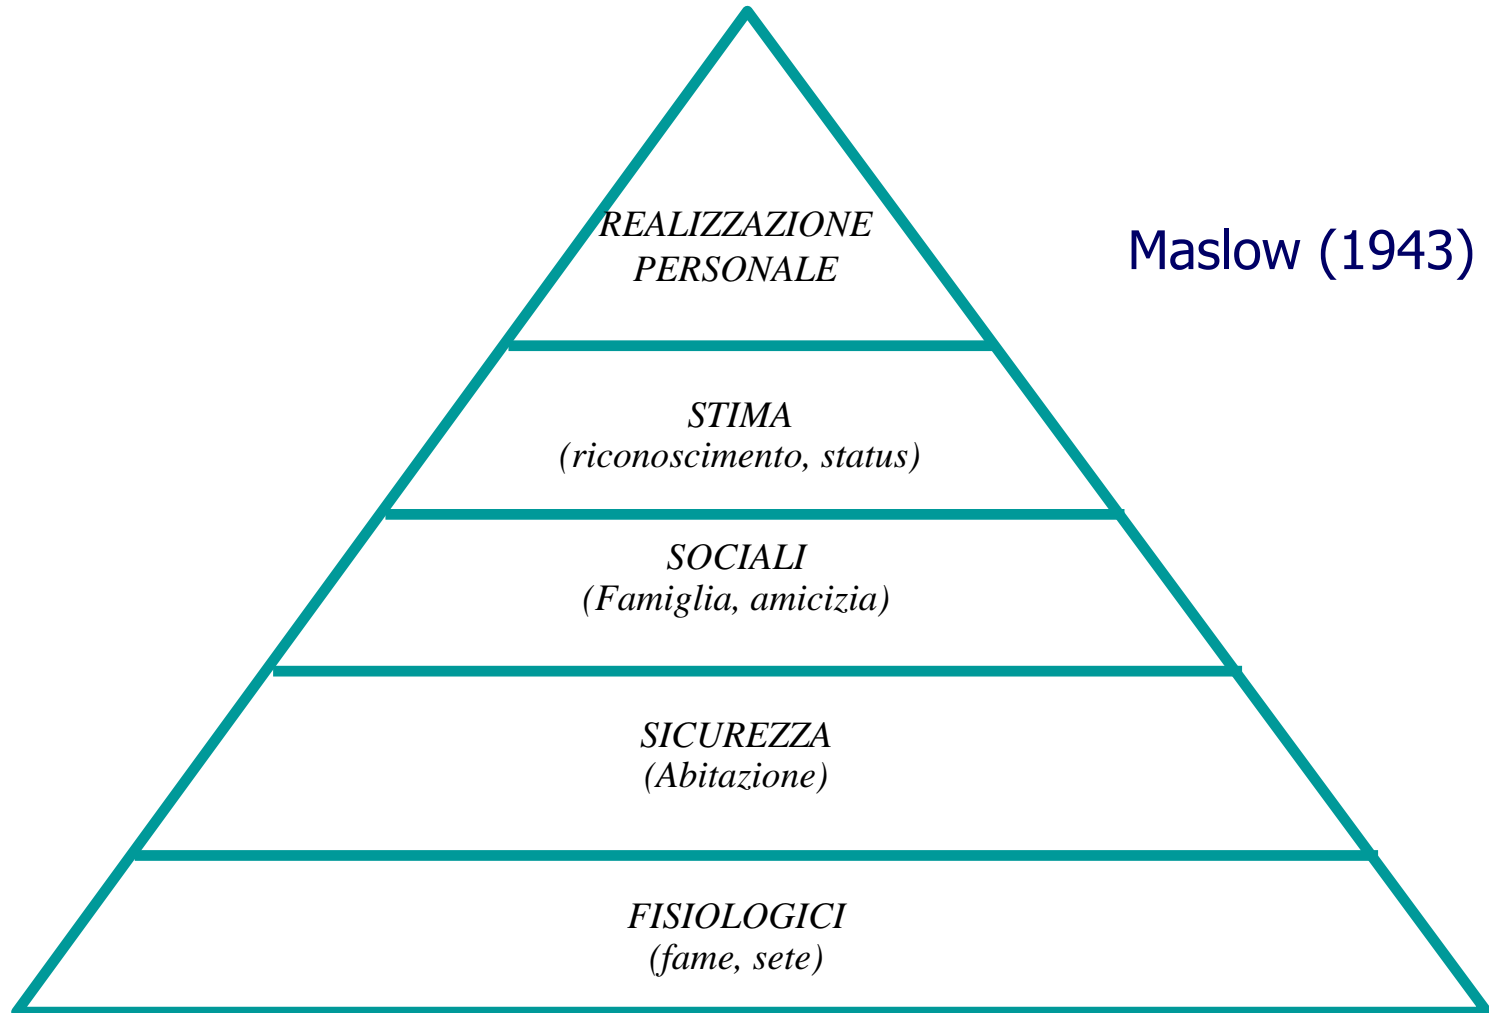 REALIZZAZIONE
PERSONALE
Maslow (1943)
STIMA
(riconoscimento, status)
SOCIALI
(Famiglia, amicizia)
SICUREZZA
(Abitazione)
FISIOLOGICI
(fame, sete)